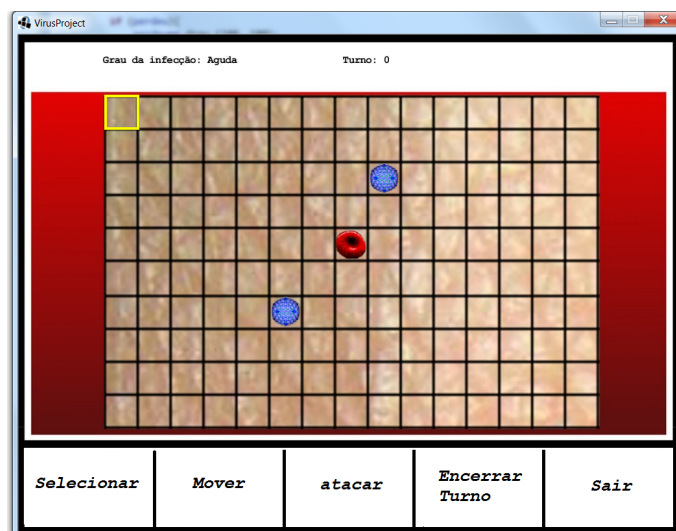 VirusProject
Grau da infecção: Aguda
Turno: 0
Selecionar
Mover
atacar
Encerrar
Turno
Sair